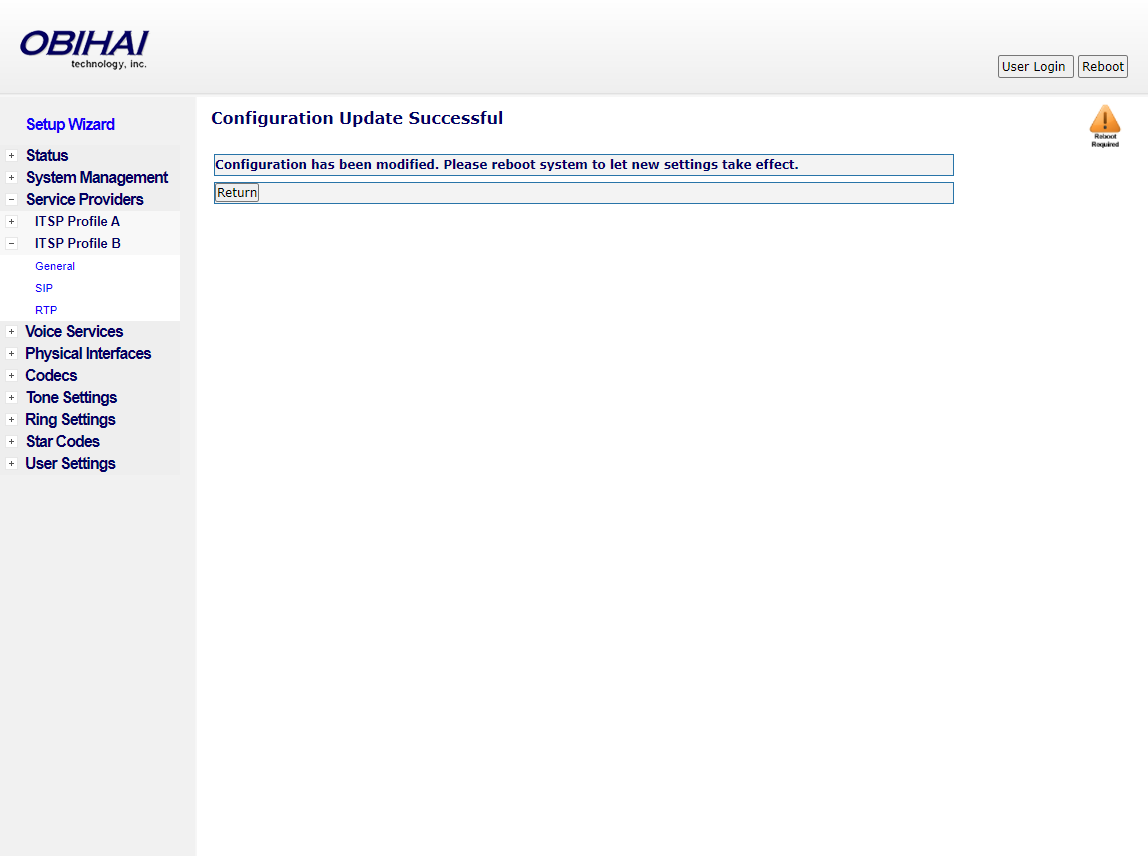 OBIHAI
technology, inc.
User Login Reboot
Setup Wizard
Status
System Management
Service Providers
ITSP Profile A
ITSP Profile B
General
SIP
RTP
Voice Services
Physical Interfaces
Codecs
Tone Settings
Ring Settings
Star Codes
User Settings
Configuration Update Successful
Reboot
Required
Configuration has been modified. Please reboot system to let new settings take effect.
Return